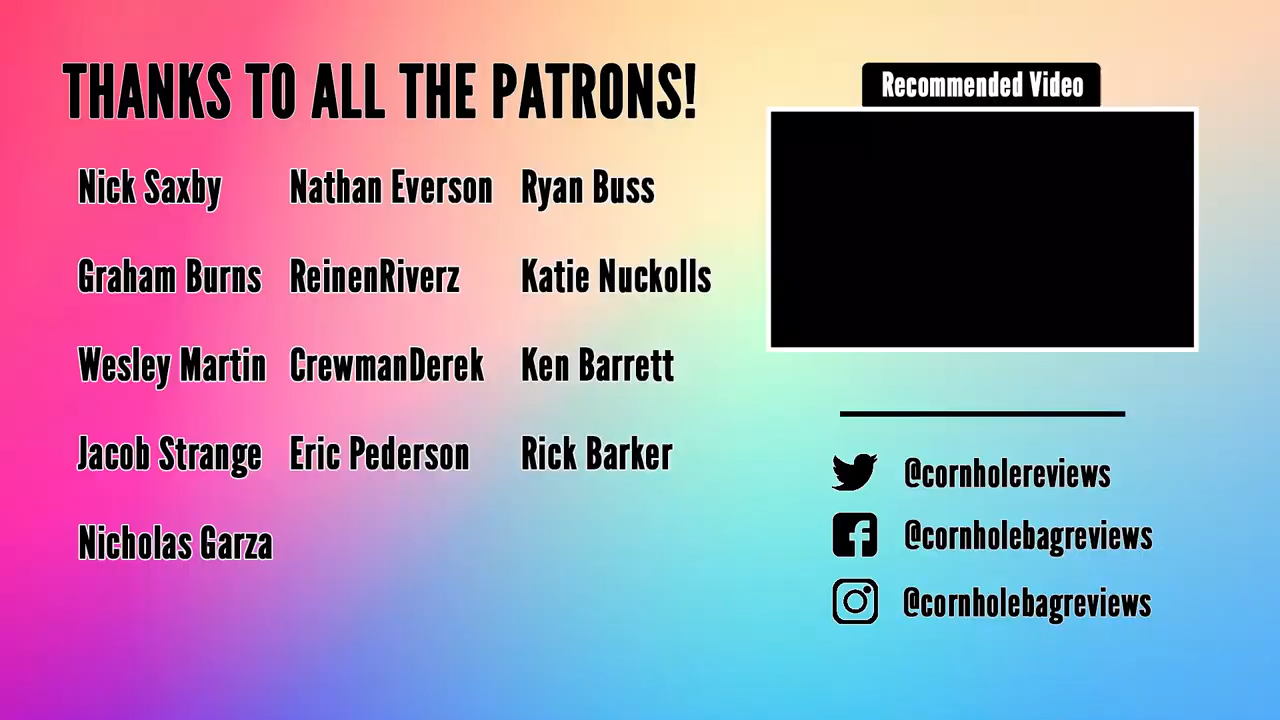 THANKS TO ALL THE PATRONS!
Nick Saxby Nathan Everson Ryan Buss
Graham Burns ReinenRiverz Katie Nuckolls
Wesley Martin CrewmanDerek Ken Barrett
Jacob Strange Eric Pederson Rick Barker
Nicholas Garza
Recommended Video
@cornholereviews
@cornholebagreviews
@cornholebagreviews